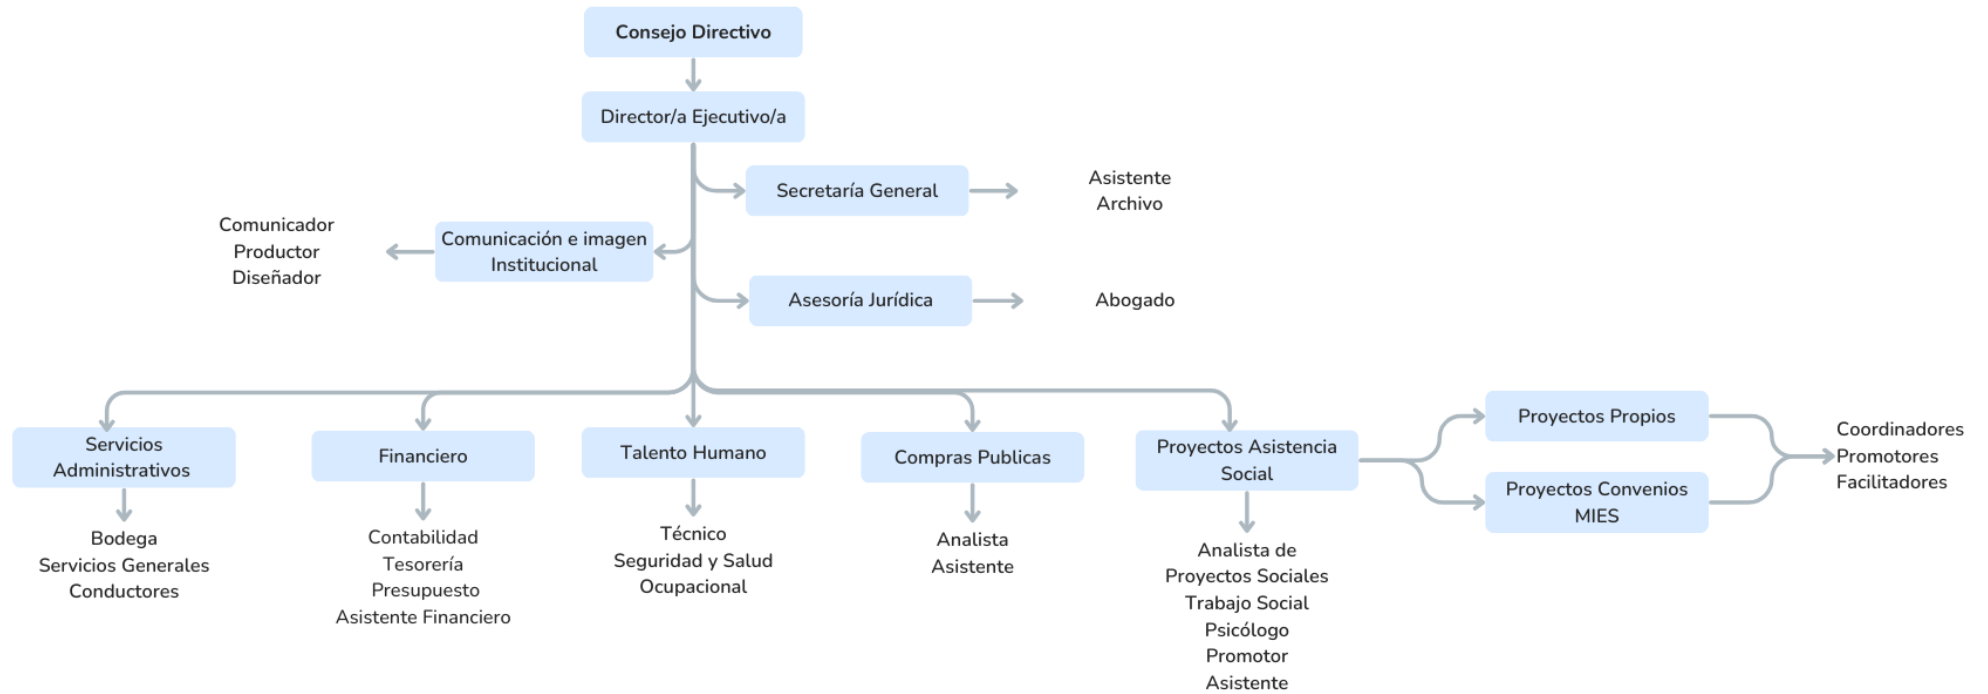 Consejo Directivo
Director/a Ejecutivo/a
Secretaría General
Asistente
Archivo
Comunicador
Productor
Diseñador
Comunicación e imagen
Institucional
Asesoría Jurídica
Abogado
Servicios
Administrativos
Bodega
Servicios Generales
Conductores
Financiero
Contabilidad
Tesorería
Presupuesto
Asistente Financiero
Talento Humano
Técnico
Seguridad y Salud
Ocupacional
Compras Publicas
Analista
Asistente
Proyectos Asistencia
Social
Analista de
Proyectos Sociales
Trabajo Social
Psicólogo
Promotor
Asistente
Proyectos Propios
Proyectos Convenios
MIES
Coordinadores
Promotores
Facilitadores